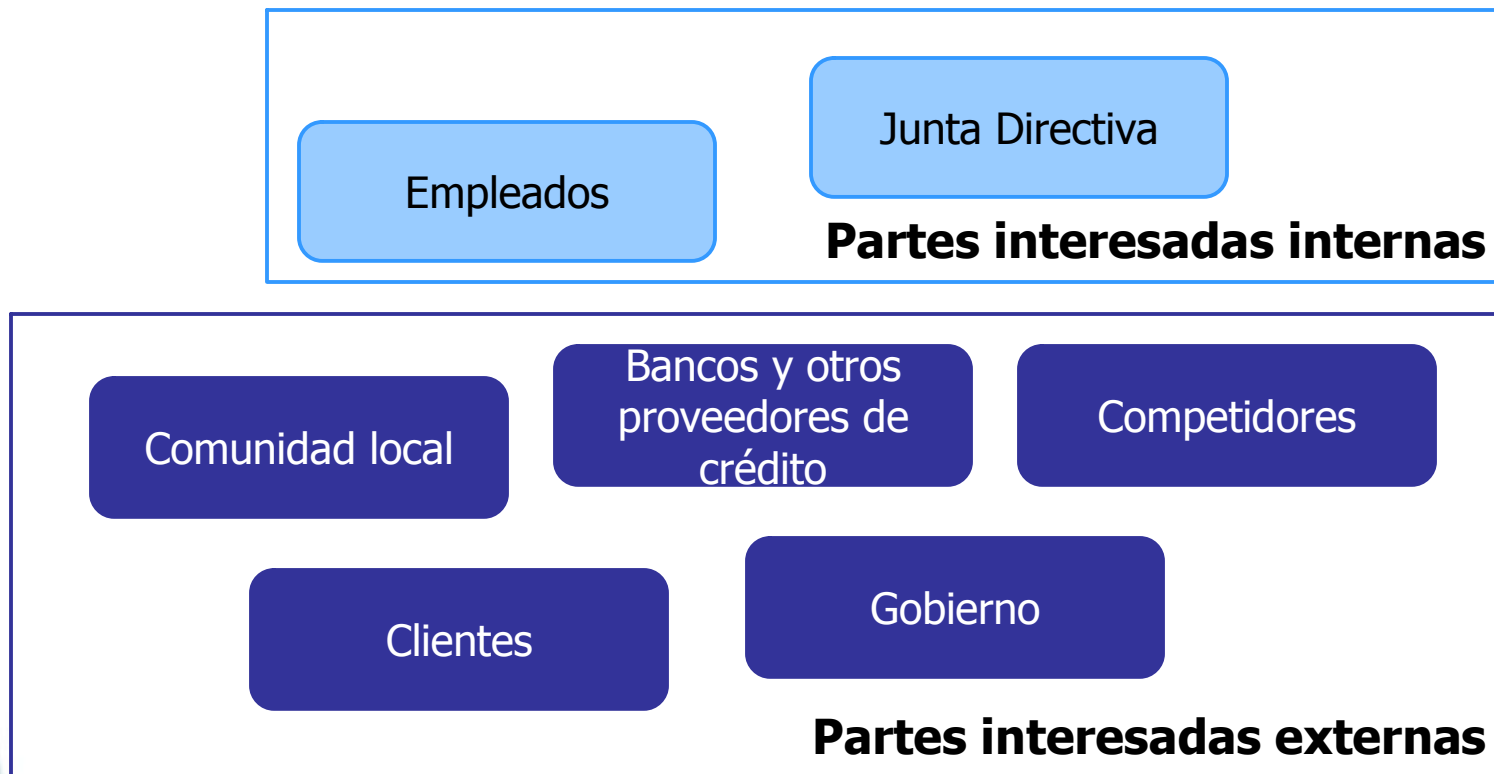 Junta Directiva
Empleados
Partes interesadas internas
Bancos y otros
proveedores de
crédito
Competidores
Comunidad local
Gobierno
Clientes
Partes interesadas externas